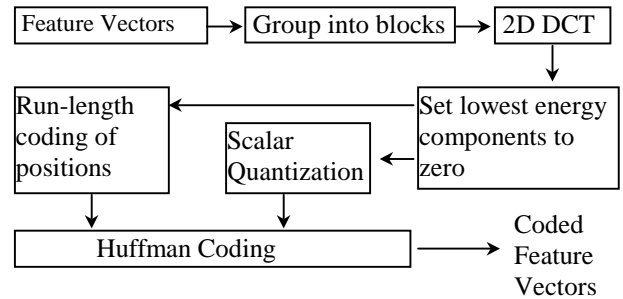 Feature Vectors
Group into blocks
2D DCT
Run-length
coding of
positions
Scalar
Quantization
Set lowest energy
components to
zero
Huffman Coding
Coded
Feature
Vectors